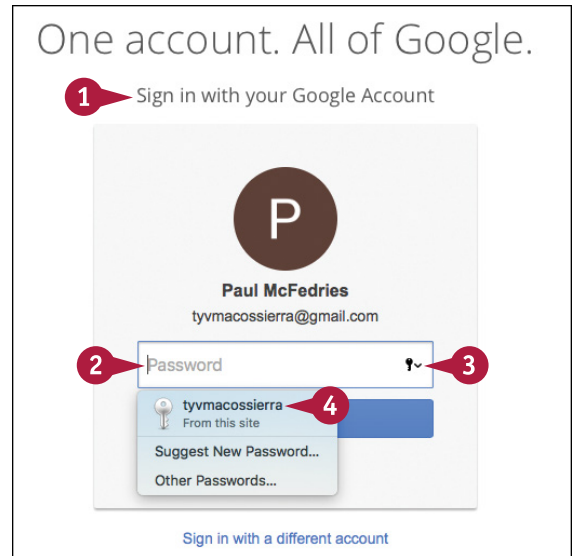 One account. All of Google.
1 Sign in with your Google Account
P
Paul McFedries
tyvmacossierra@gmail.com
2 Password 3
tyvmacossierra 4
From this site
Suggest New Password...
Other Passwords...
Sign in with a different account